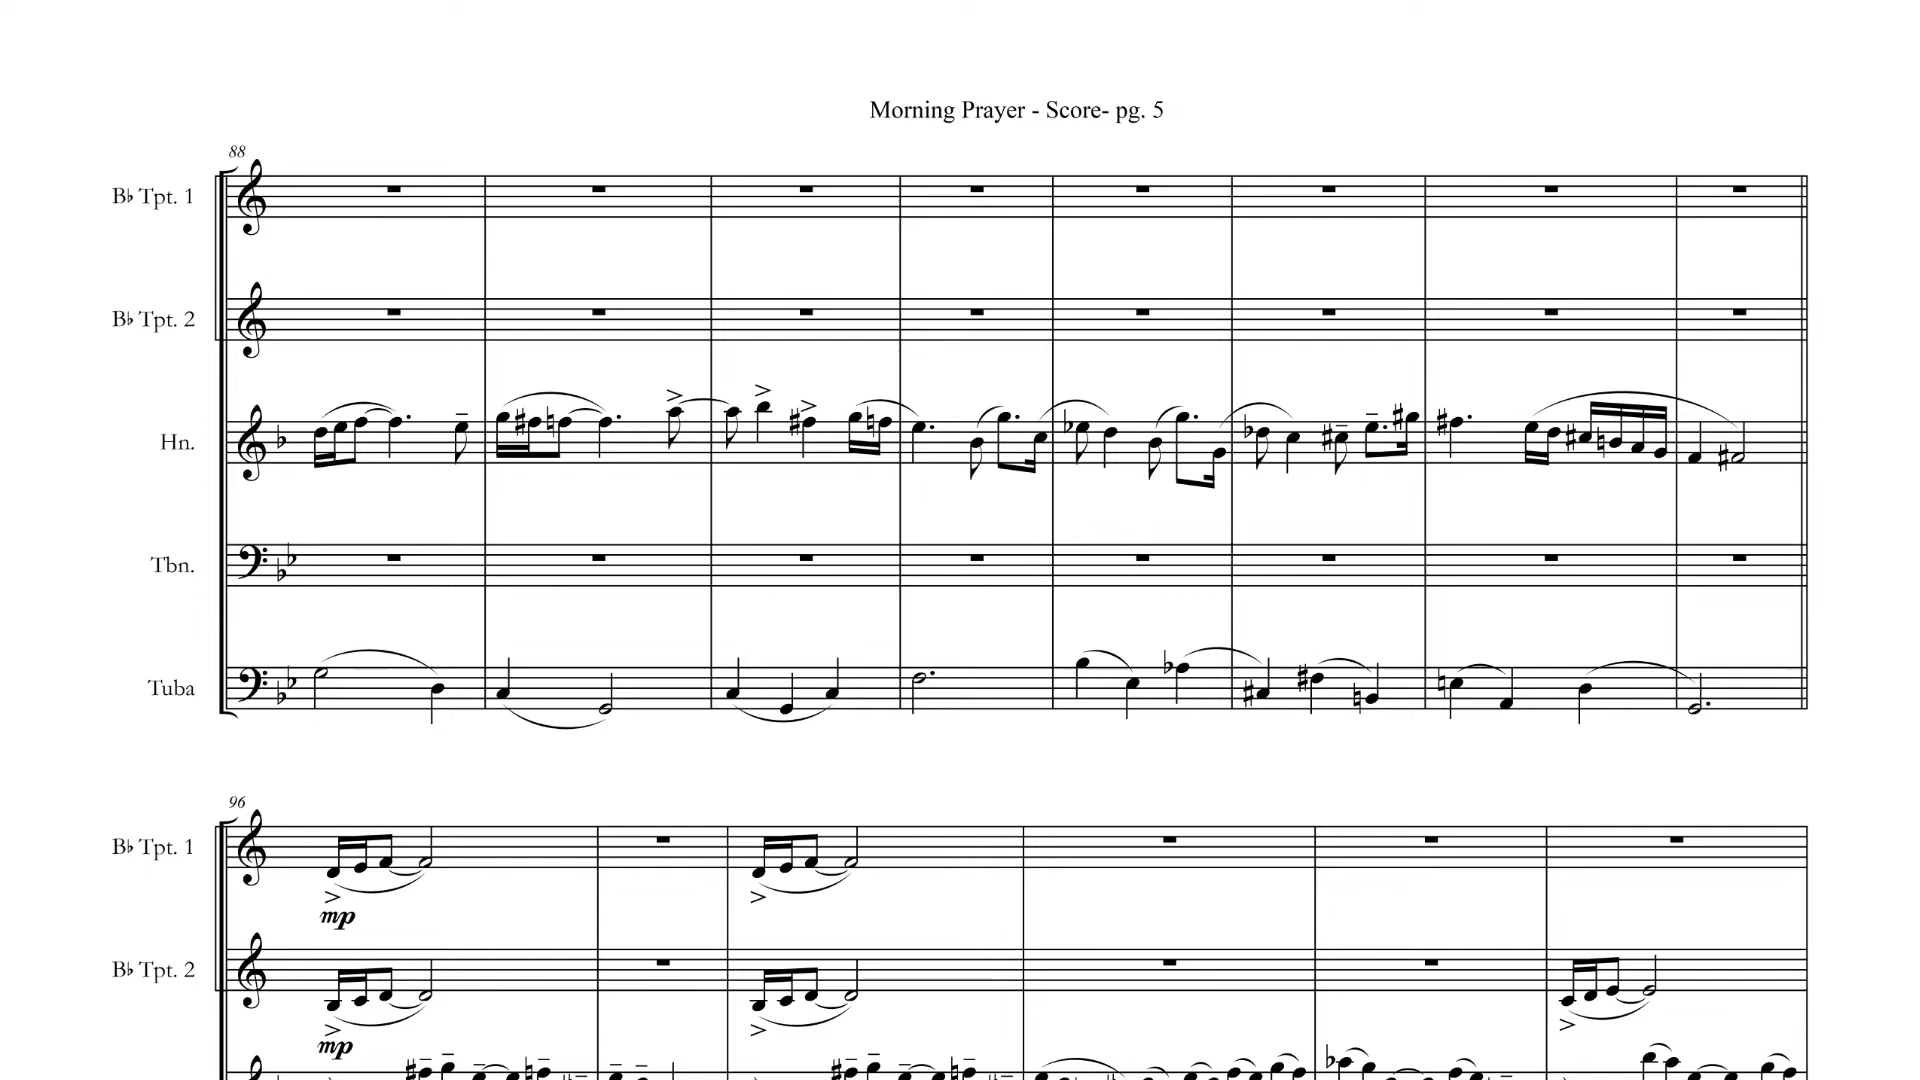 Morning Prayer - Score- pg. 5
88
B♭ Tpt. 1
B♭ Tpt. 2
Hn.
Tbn.
Tuba
96
B♭ Tpt. 1
mp
B♭ Tpt. 2
mp